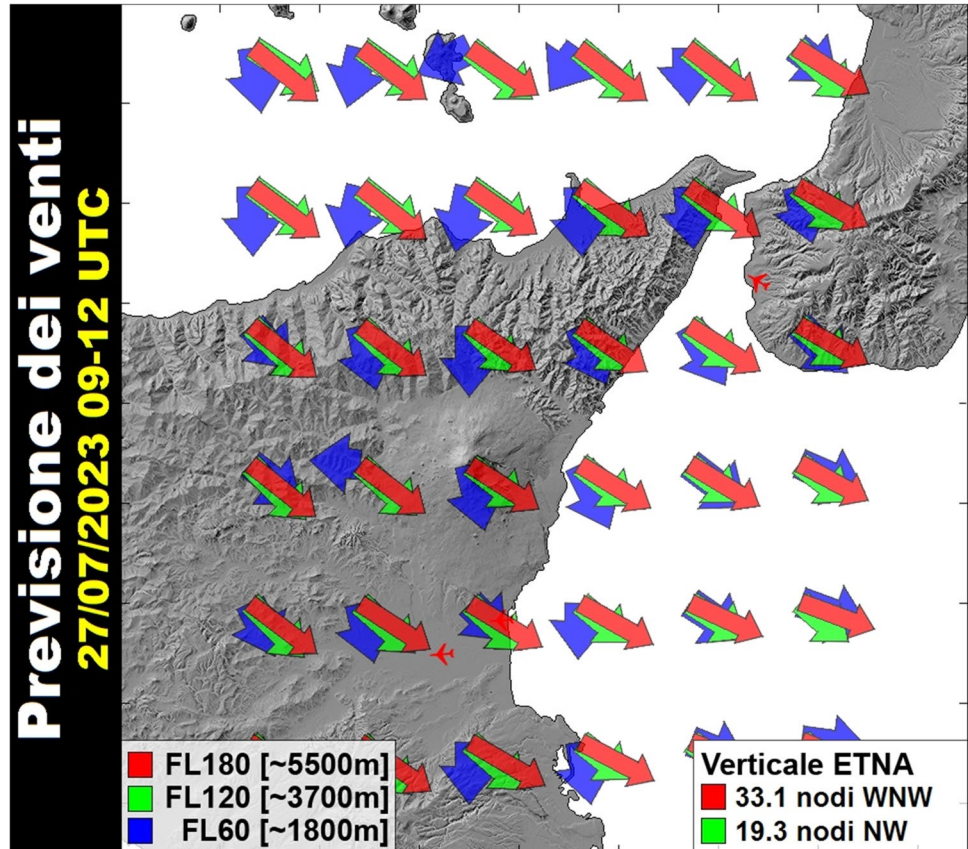 Previsione dei venti
27/07/2023 09-12 UTC
FL180 [~5500m]
FL120 [~3700m]
FL60 [~1800m]
Verticale ETNA
33.1 nodi WNW
19.3 nodi NW